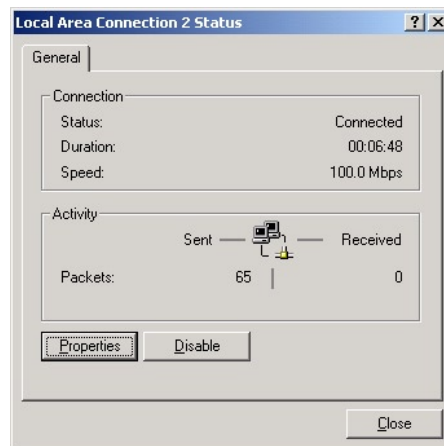 Local Area Connection 2 Status
General
Connection
Status: Connected
Duration: 00:06:48
Speed: 100.0 Mbps
Activity
Sent Received
Packets: 65 0
Properties Disable
Close